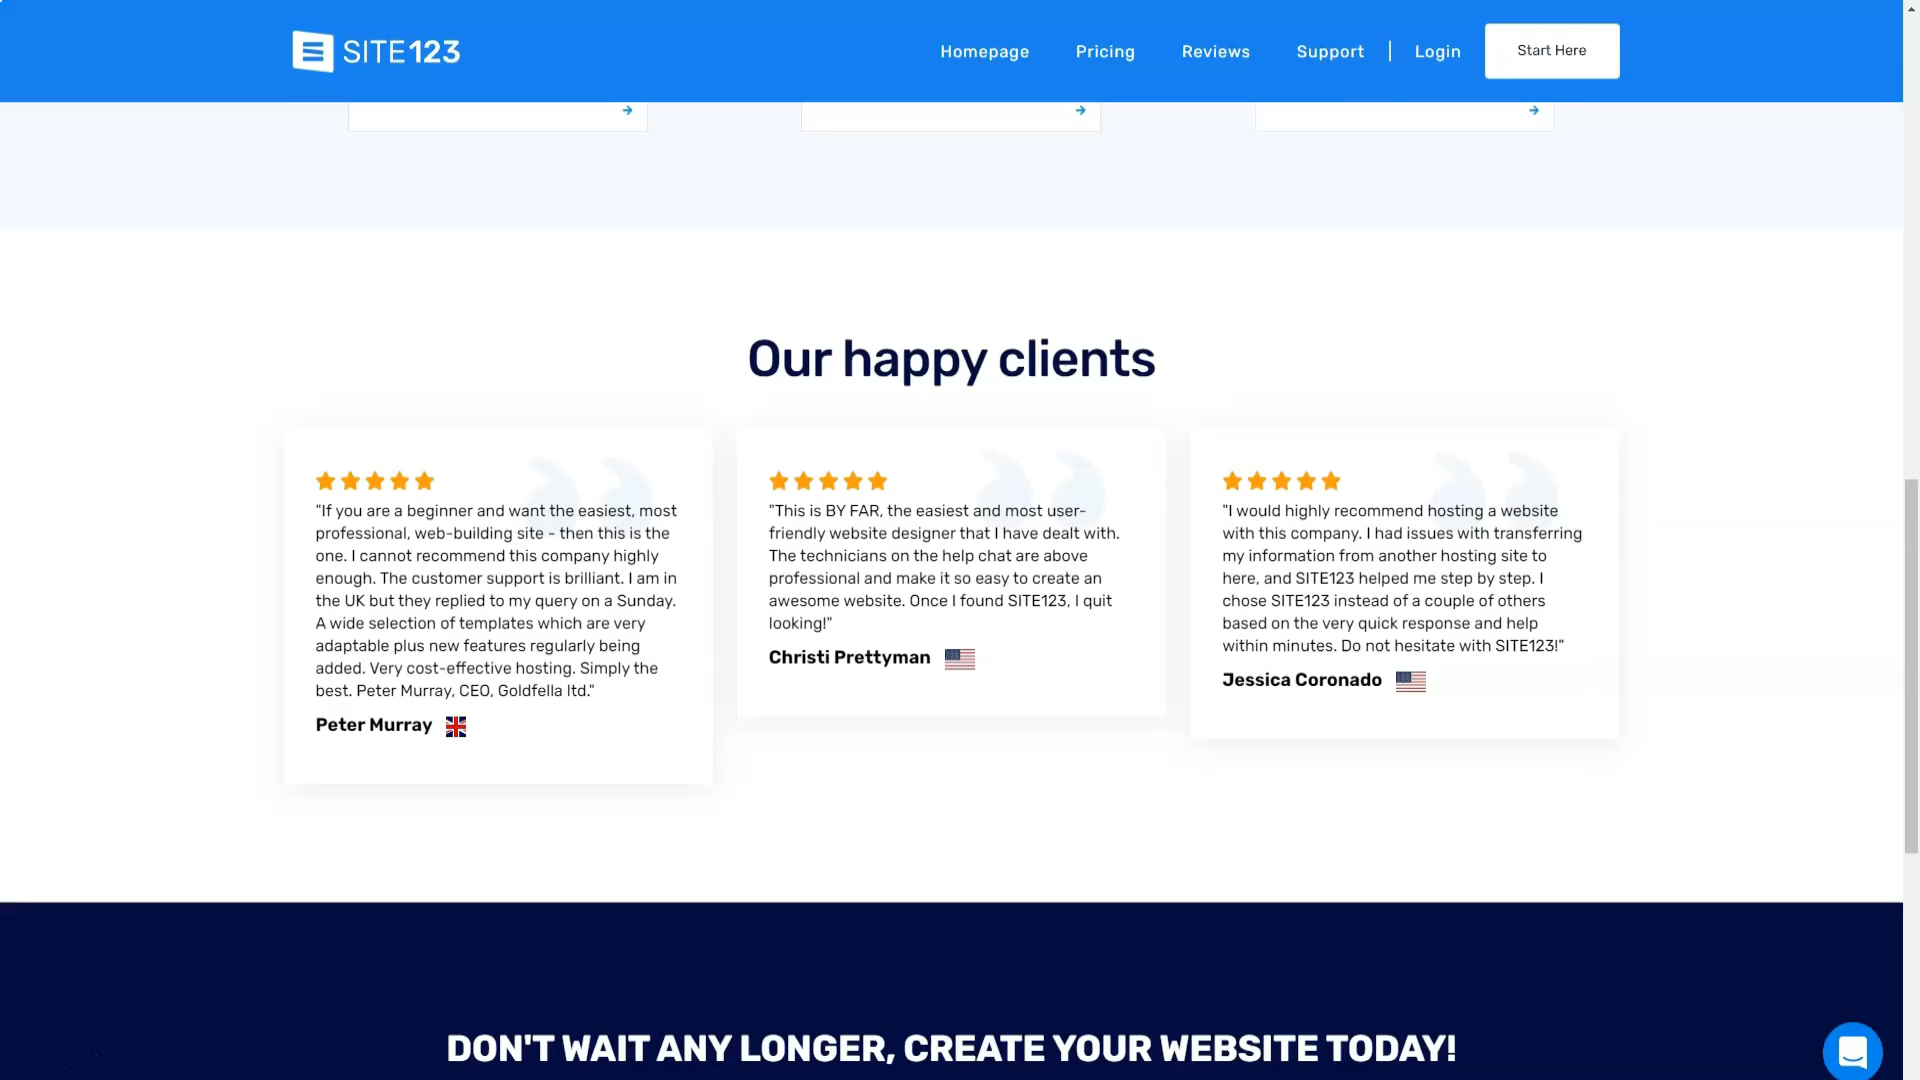 SITE123
Homepage
Pricing
Reviews
Support
Login
Start Here
Our happy clients
"If you are a beginner and want the easiest, most
professional, web-building site - then this is the
one. I cannot recommend this company highly
enough. The customer support is brilliant. I am in
the UK but they replied to my query on a Sunday.
A wide selection of templates which are very
adaptable plus new features regularly being
added. Very cost-effective hosting. Simply the
best. Peter Murray, CEO, Goldfella ltd."
Peter Murray
"This is BY FAR, the easiest and most user-
friendly website designer that I have dealt with.
The technicians on the help chat are above
professional and make it so easy to create an
awesome website. Once I found SITE123, I quit
looking!"
Christi Prettyman
"I would highly recommend hosting a website
with this company. I had issues with transferring
my information from another hosting site to
here, and SITE123 helped me step by step. I
chose SITE123 instead of a couple of others
based on the very quick response and help
within minutes. Do not hesitate with SITE123!"
Jessica Coronado
DON'T WAIT ANY LONGER, CREATE YOUR WEBSITE TODAY!